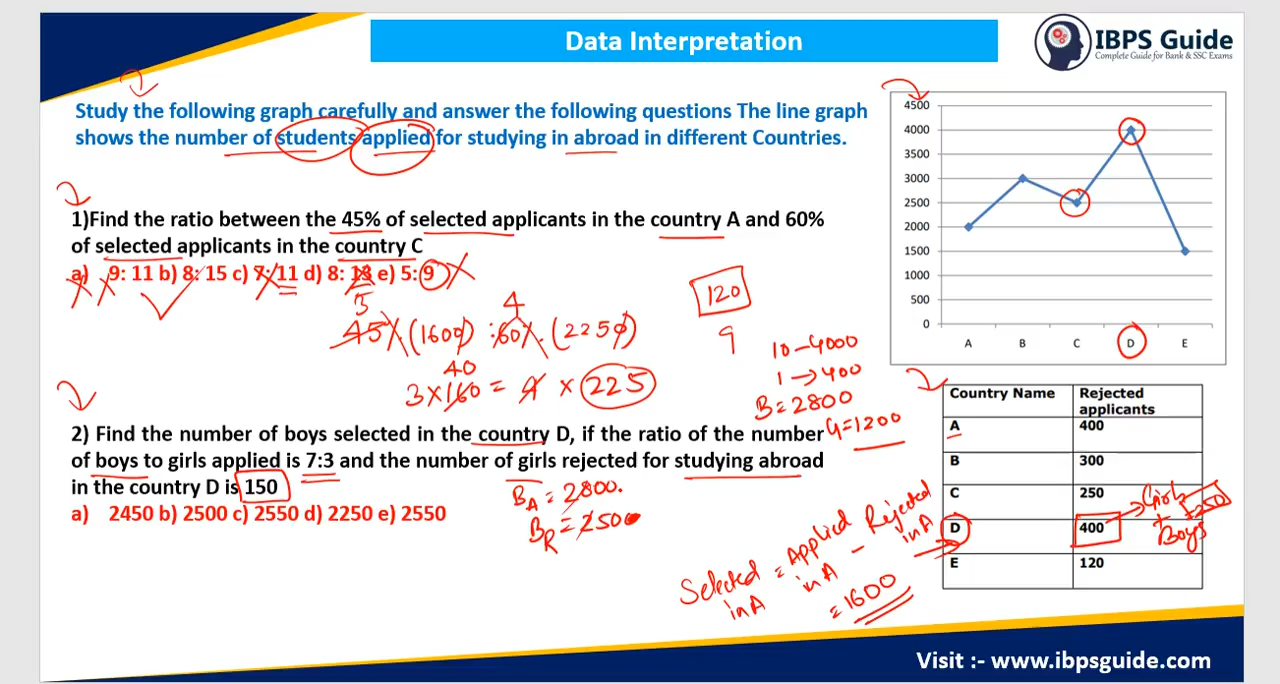 Data Interpretation
IBPS Guide
Complete Guide for Bank & SSC Exams
Study the following graph carefully and answer the following questions The line graph
shows the number of students applied for studying in abroad in different Countries.
1)Find the ratio between the 45% of selected applicants in the country A and 60%
of selected applicants in the country C
a) 9: 11 b) 8: 15 c) 7: 11 d) 8: 13 e) 5: 9
3 4
45% (1600) : 60% (2250)
40
3 x 160 = 4 x 225
120
9
10 - 4000
1 → 400
B = 2800
G = 1200
2) Find the number of boys selected in the country D, if the ratio of the number
of boys to girls applied is 7:3 and the number of girls rejected for studying abroad
in the country D is 150
a) 2450 b) 2500 c) 2550 d) 2250 e) 2550
BA = 2800.
BR = 2500
Selected in A = Applied in A - Rejected in A
= 1600
4500
4000
3500
3000
2500
2000
1500
1000
500
0
A B C D E
Country Name Rejected applicants
A 400
B 300
C 250
D 400
E 120
Girls + Boys
250
Visit :- www.ibpsguide.com